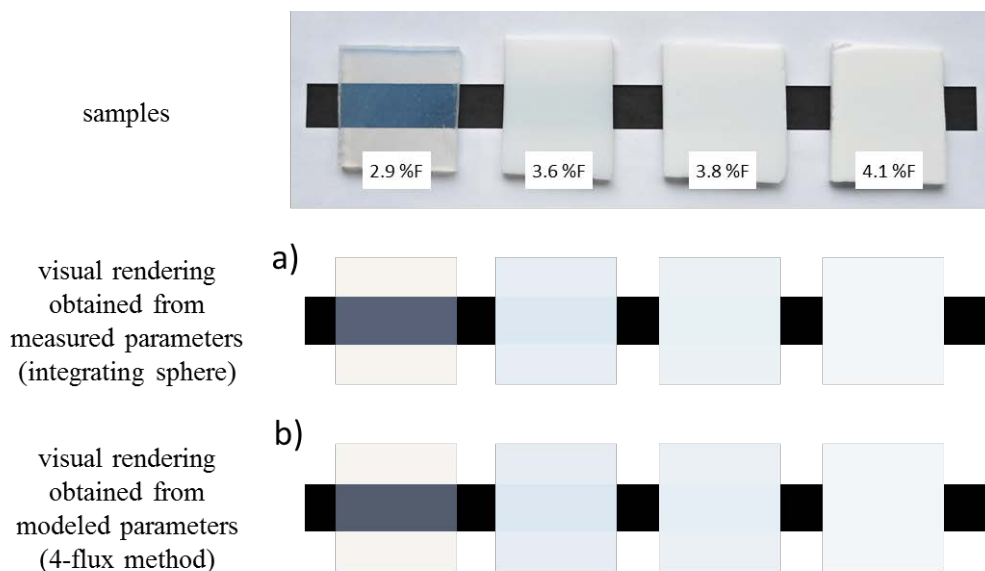 samples
2.9 %F
3.6 %F
3.8 %F
4.1 %F
a)
visual rendering
obtained from
measured parameters
(integrating sphere)
b)
visual rendering
obtained from
modeled parameters
(4-flux method)